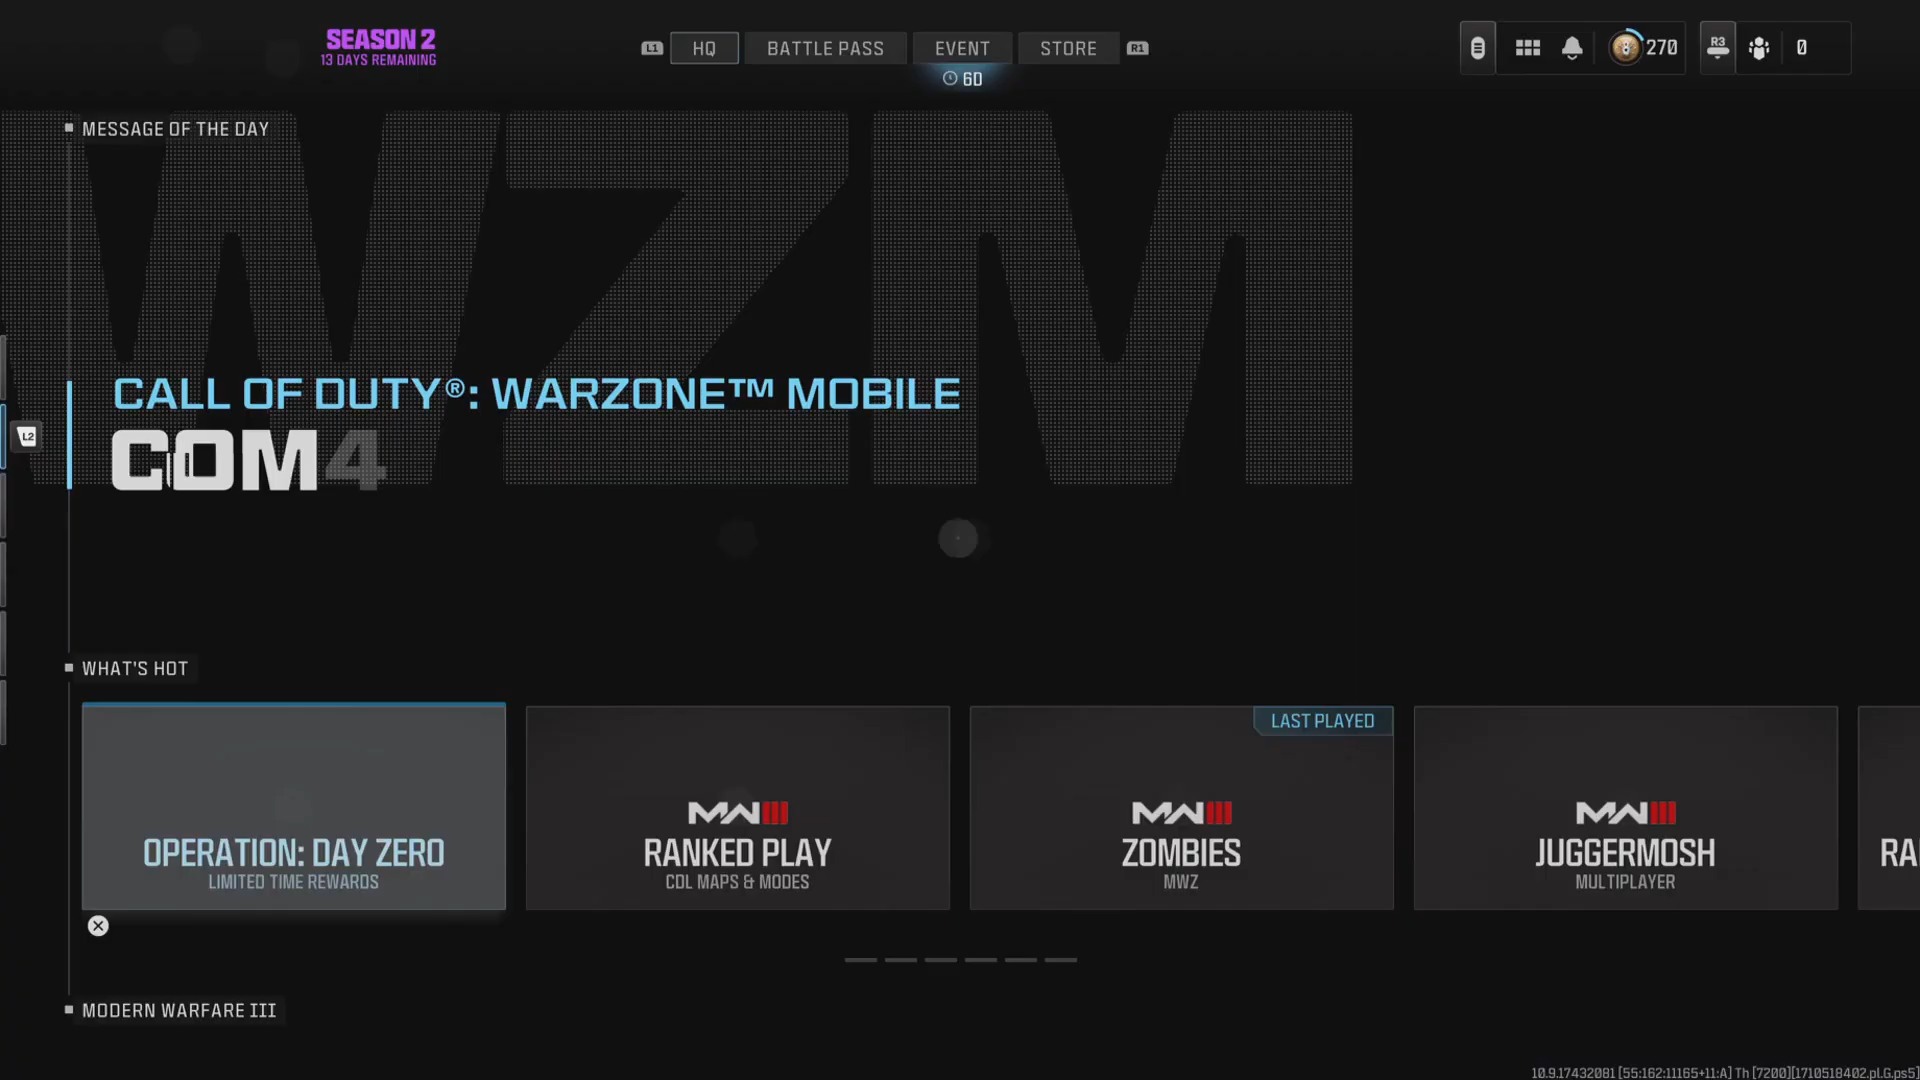 SEASON 2
13 DAYS REMAINING
L1 HQ BATTLE PASS EVENT STORE R1
6D
270 R3 0
WZM
MESSAGE OF THE DAY
CALL OF DUTY®: WARZONE™ MOBILE
L2
WHAT'S HOT
OPERATION: DAY ZERO
LIMITED TIME REWARDS
MWIII
RANKED PLAY
CDL MAPS & MODES
LAST PLAYED
MWIII
ZOMBIES
MWZ
MWIII
JUGGERMOSH
MULTIPLAYER
RA
MODERN WARFARE III
10.9.17432081 [55:162:11165+11:A] Th [7200][1710518402.pl.G.ps5]